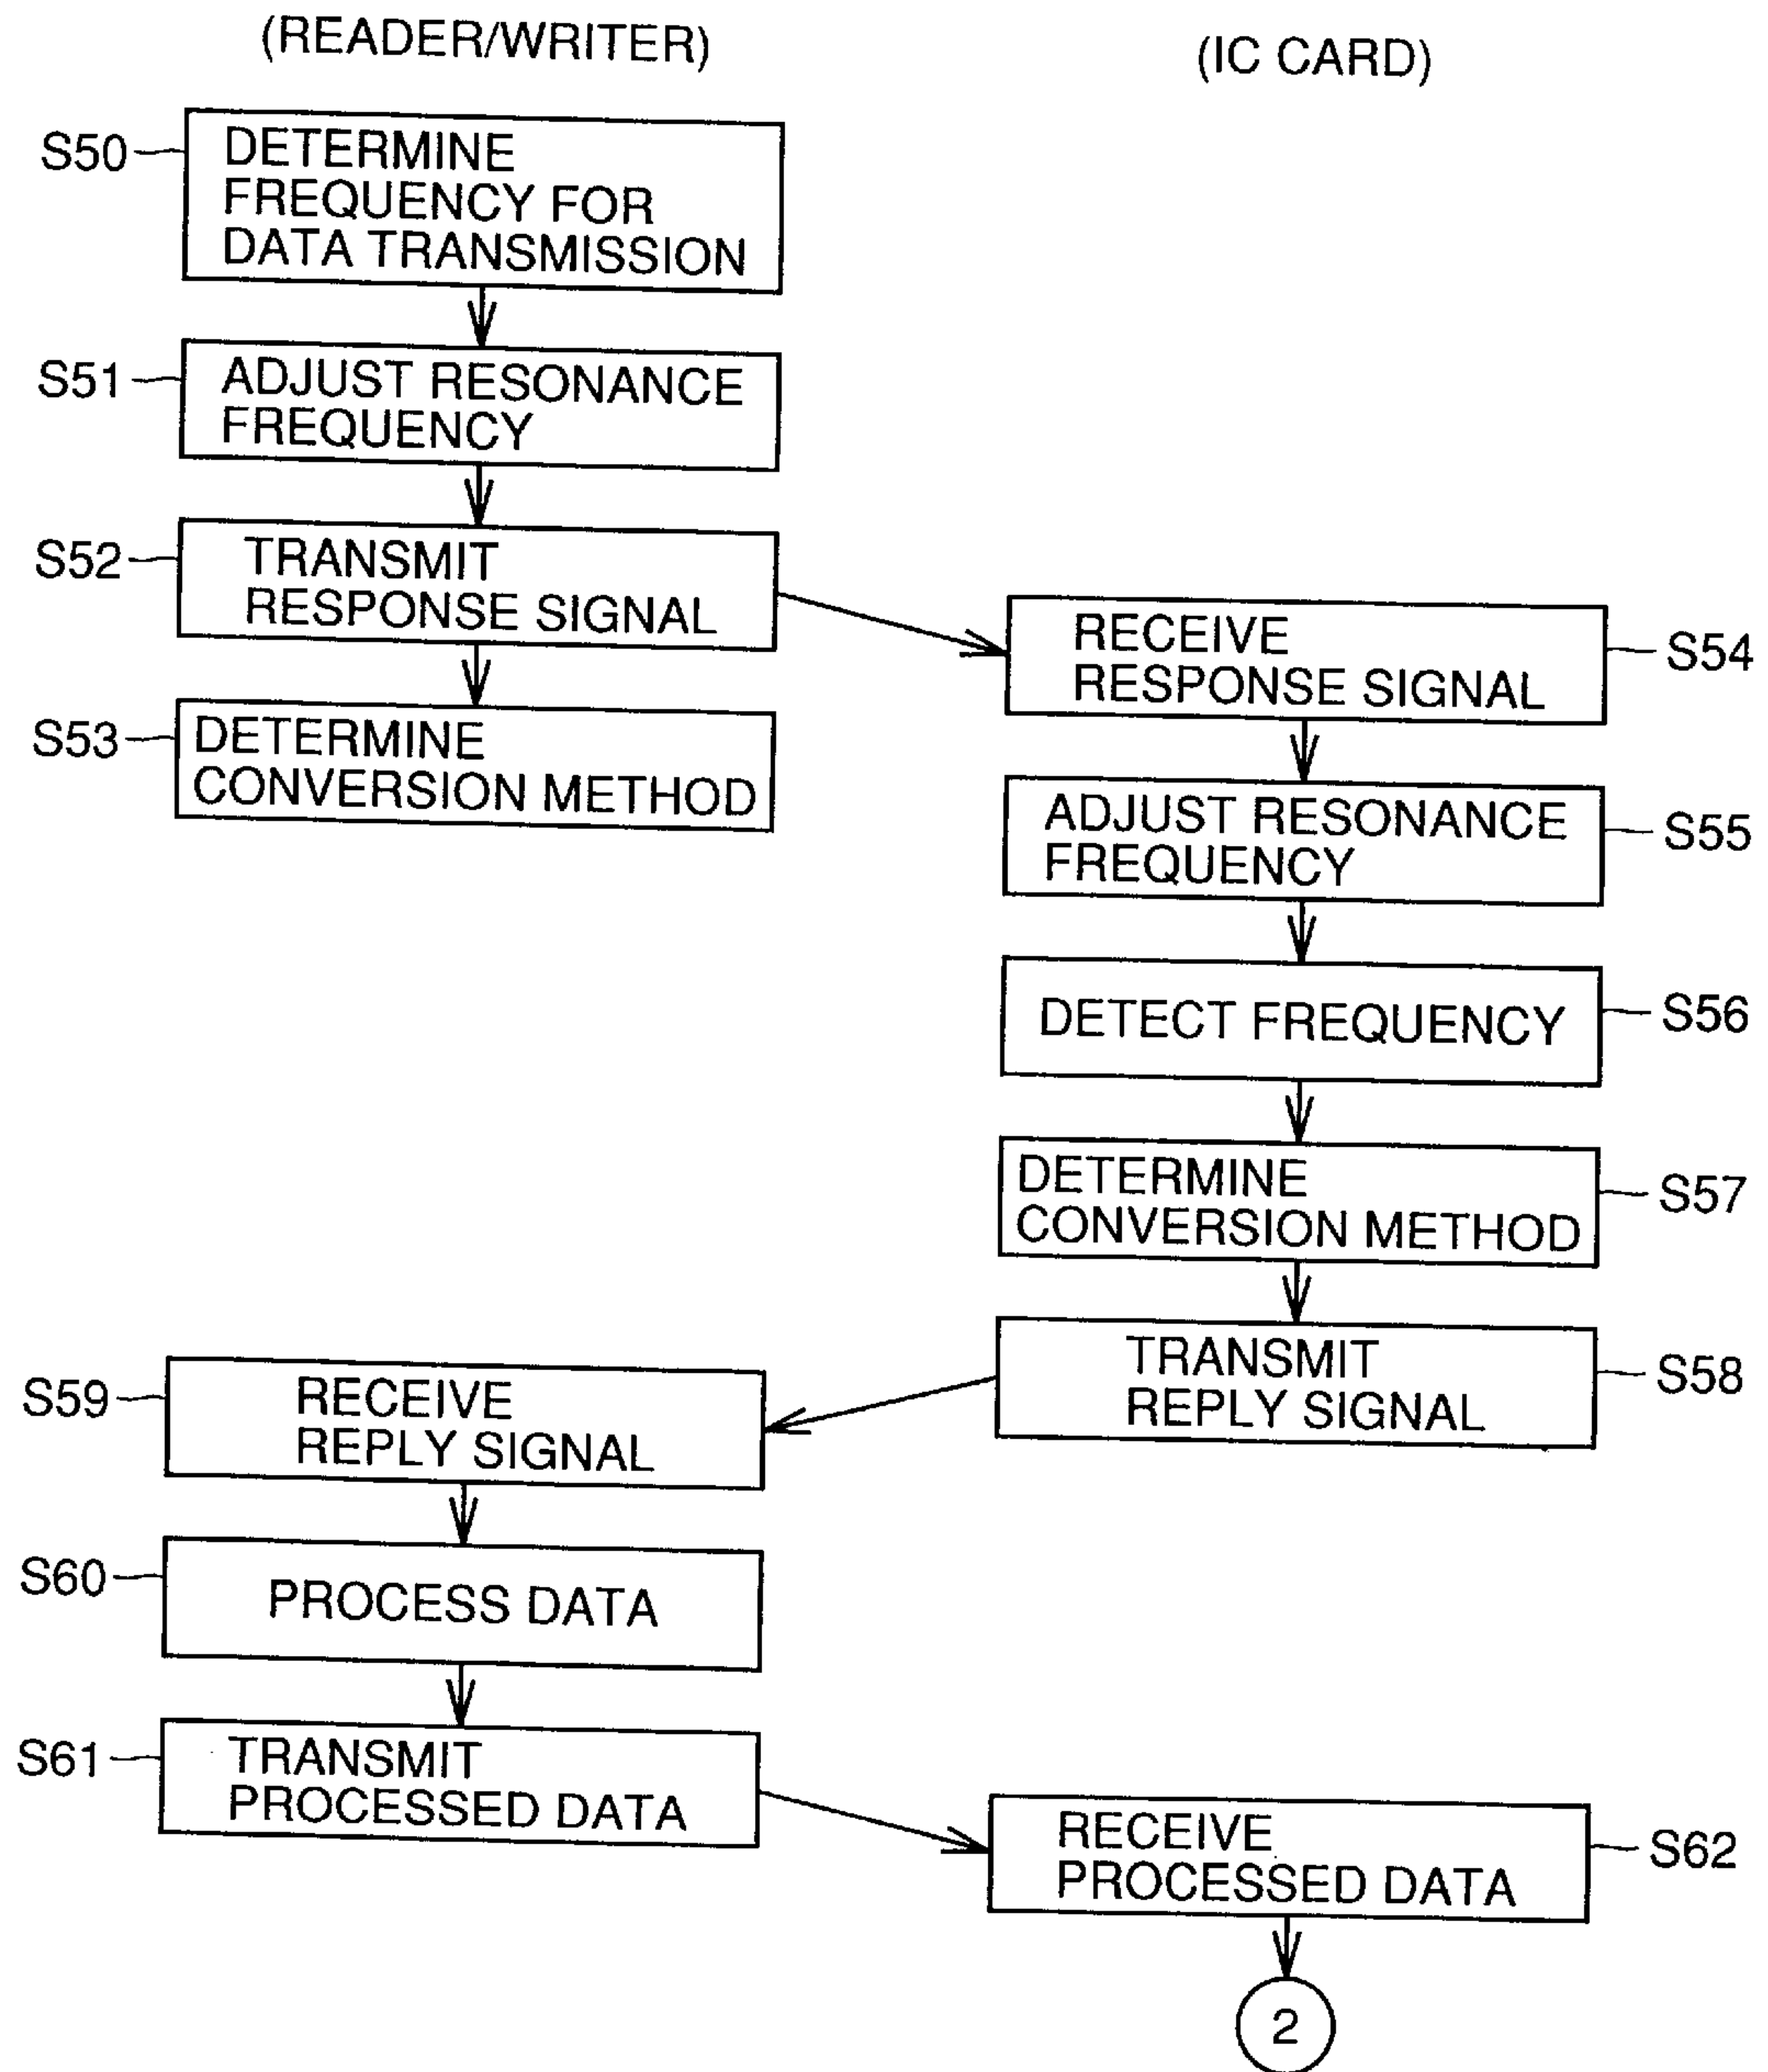 (READER/WRITER)
(IC CARD)
S50
DETERMINE
FREQUENCY FOR
DATA TRANSMISSION
S51
ADJUST RESONANCE
FREQUENCY
S52
TRANSMIT
RESPONSE SIGNAL
S53
DETERMINE
CONVERSION METHOD
RECEIVE
RESPONSE SIGNAL
S54
ADJUST RESONANCE
FREQUENCY
S55
DETECT FREQUENCY
S56
DETERMINE
CONVERSION METHOD
S57
TRANSMIT
REPLY SIGNAL
S58
S59
RECEIVE
REPLY SIGNAL
S60
PROCESS DATA
S61
TRANSMIT
PROCESSED DATA
RECEIVE
PROCESSED DATA
S62
2